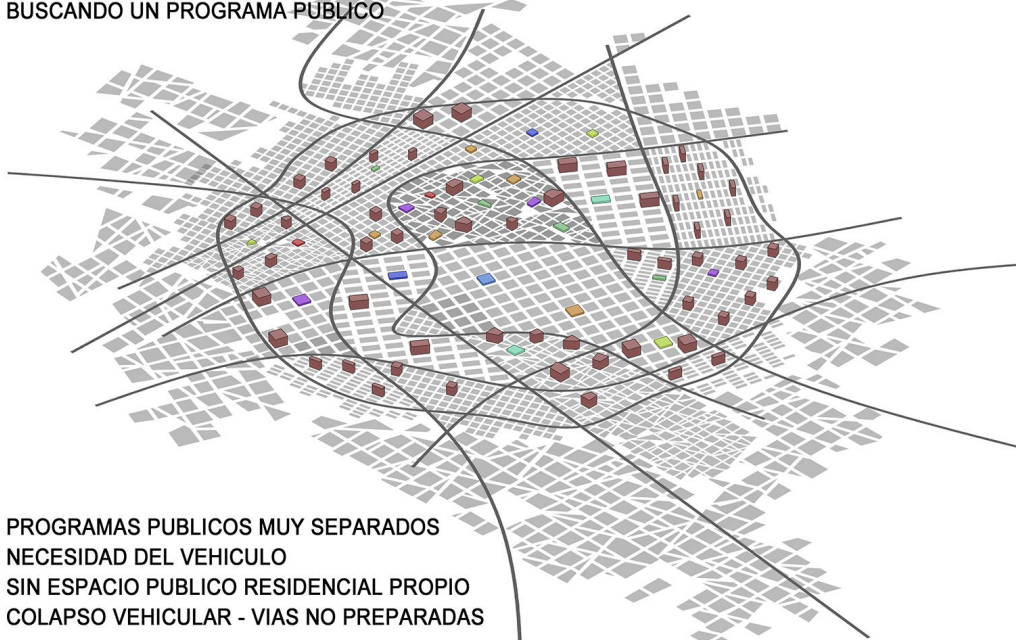 BUSCANDO UN PROGRAMA PUBLICO
PROGRAMAS PUBLICOS MUY SEPARADOS
NECESIDAD DEL VEHICULO
SIN ESPACIO PUBLICO RESIDENCIAL PROPIO
COLAPSO VEHICULAR - VIAS NO PREPARADAS